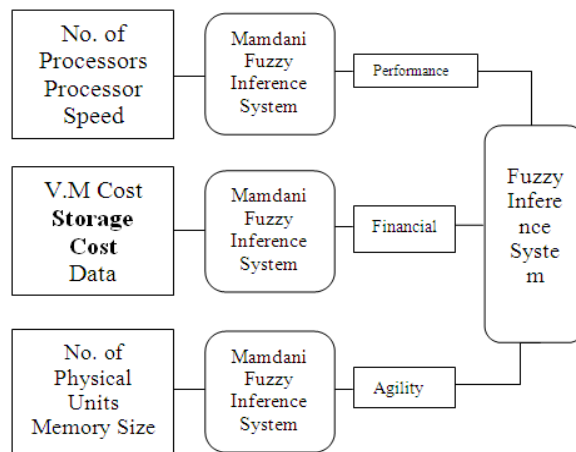 No. of
Processors
Processor
Speed
Mamdani
Fuzzy
Inference
System
Performance
V.M Cost
Storage
Cost
Data
Mamdani
Fuzzy
Inference
System
Financial
Fuzzy
Infere
nce
Syste
m
No. of
Physical
Units
Memory Size
Mamdani
Fuzzy
Inference
System
Agility